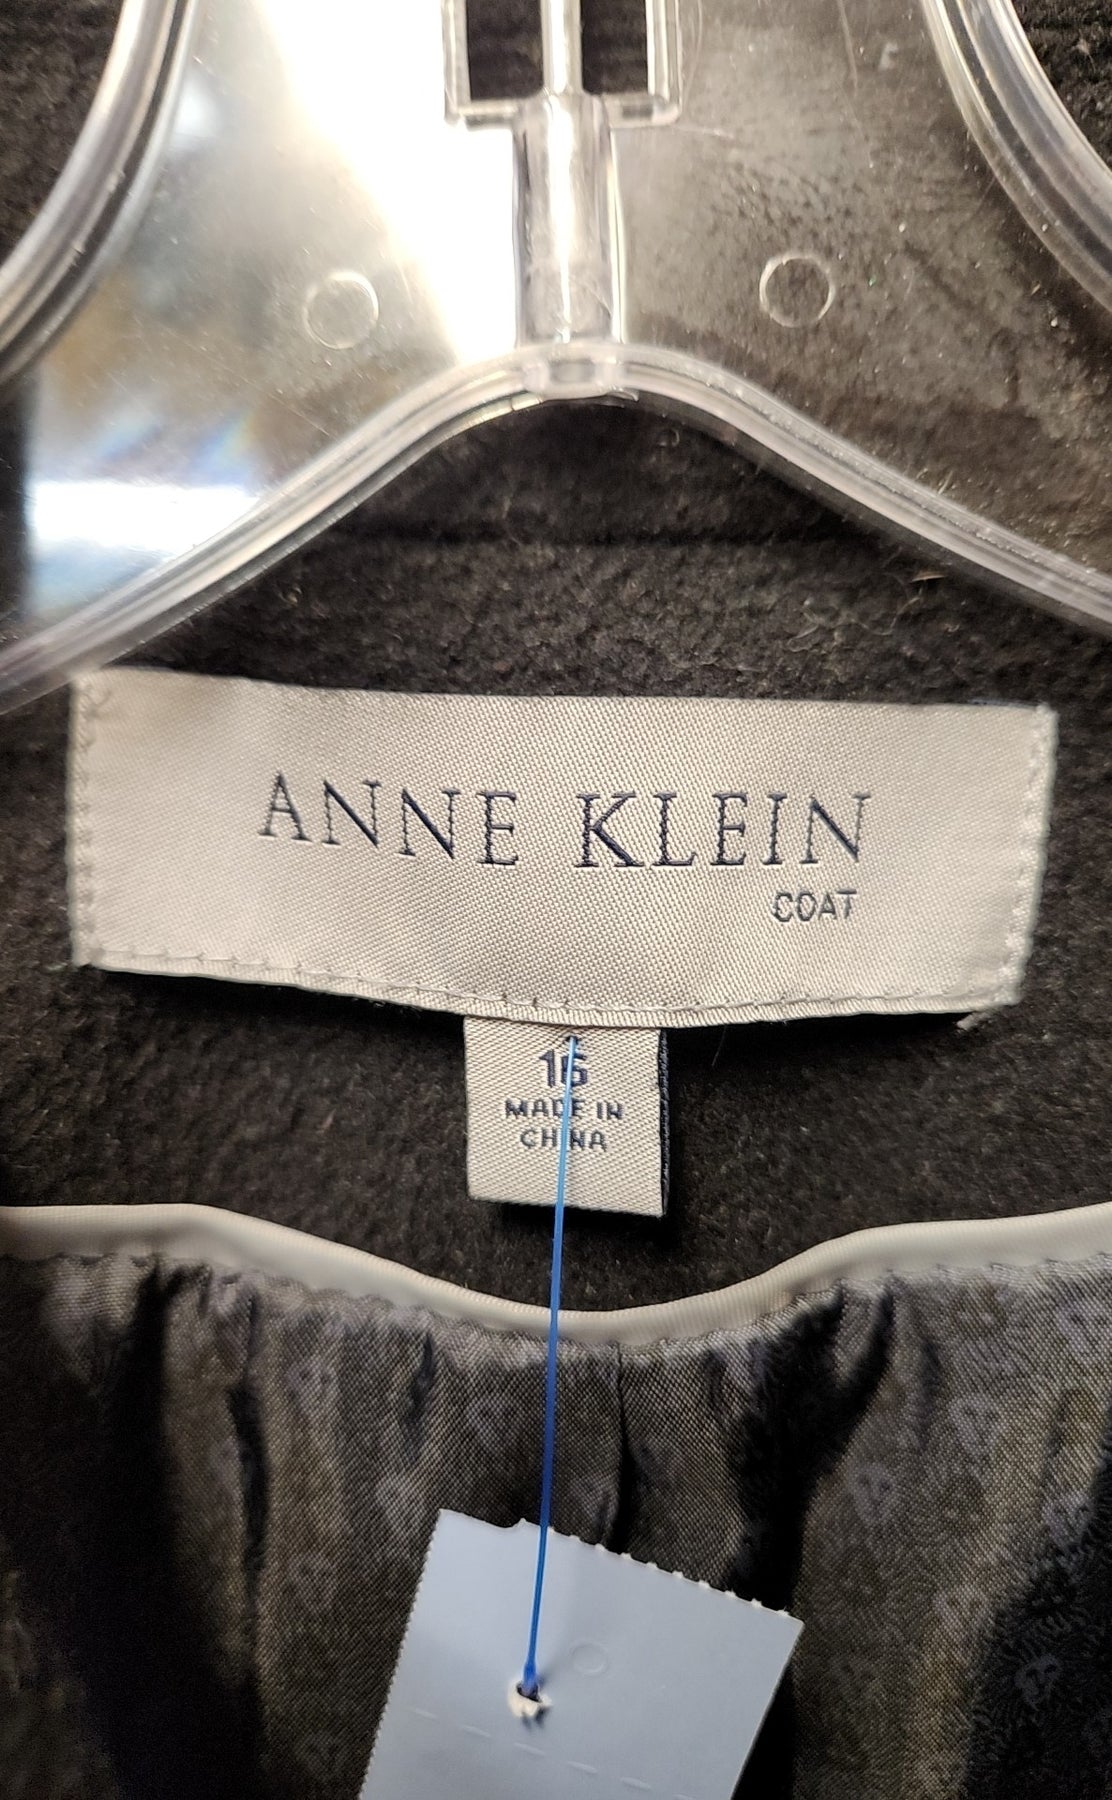 ANNE KLEIN
COAT
16
MADE IN
CHINA